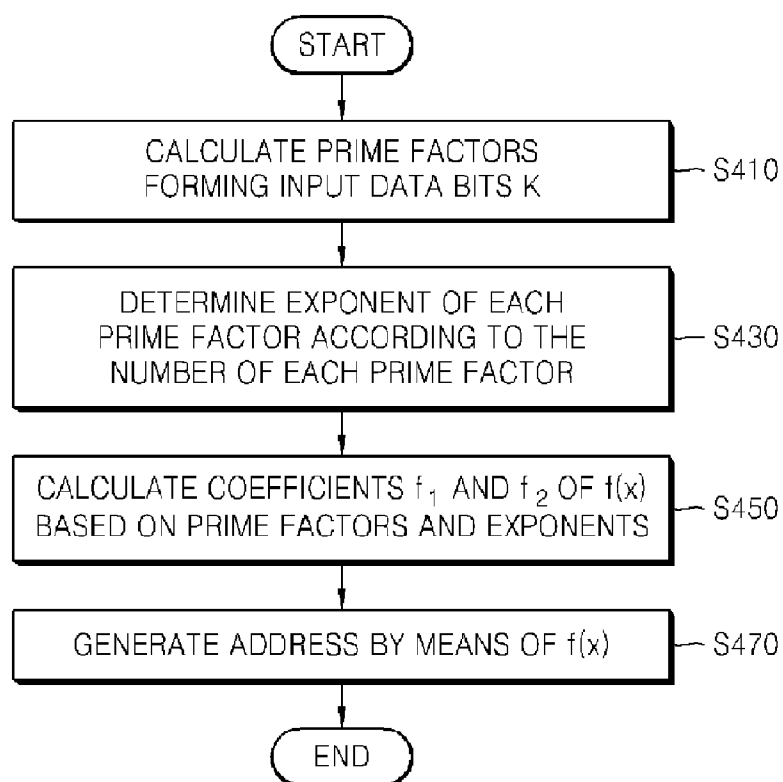 START
CALCULATE PRIME FACTORS
FORMING INPUT DATA BITS K
S410
DETERMINE EXPONENT OF EACH
PRIME FACTOR ACCORDING TO THE
NUMBER OF EACH PRIME FACTOR
S430
CALCULATE COEFFICIENTS f₁ AND f₂ OF f(x)
BASED ON PRIME FACTORS AND EXPONENTS
S450
GENERATE ADDRESS BY MEANS OF f(x)
S470
END